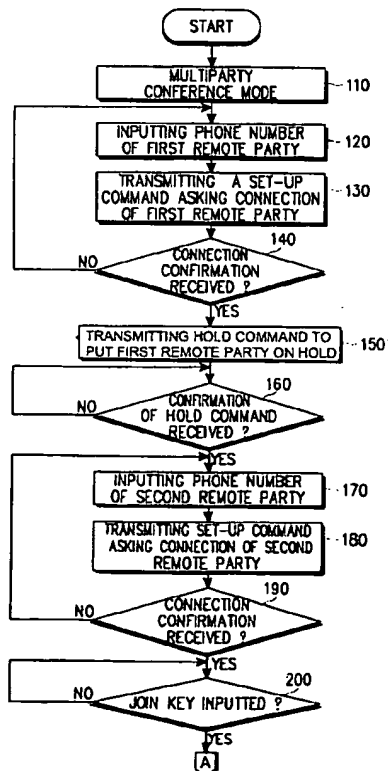 START
MULTIPARTY
CONFERENCE MODE
110
INPUTTING PHONE NUMBER
OF FIRST REMOTE PARTY
120
TRANSMITTING A SET-UP
COMMAND ASKING CONNECTION
OF FIRST REMOTE PARTY
130
140
CONNECTION
CONFIRMATION
RECEIVED ?
NO
YES
TRANSMITTING HOLD COMMAND TO
PUT FIRST REMOTE PARTY ON HOLD
150
160
CONFIRMATION
OF HOLD COMMAND
RECEIVED ?
NO
YES
INPUTTING PHONE NUMBER
OF SECOND REMOTE PARTY
170
TRANSMITTING SET-UP COMMAND
ASKING CONNECTION OF SECOND
REMOTE PARTY
180
190
CONNECTION
CONFIRMATION
RECEIVED ?
NO
YES
200
JOIN KEY INPUTTED ?
NO
YES
A